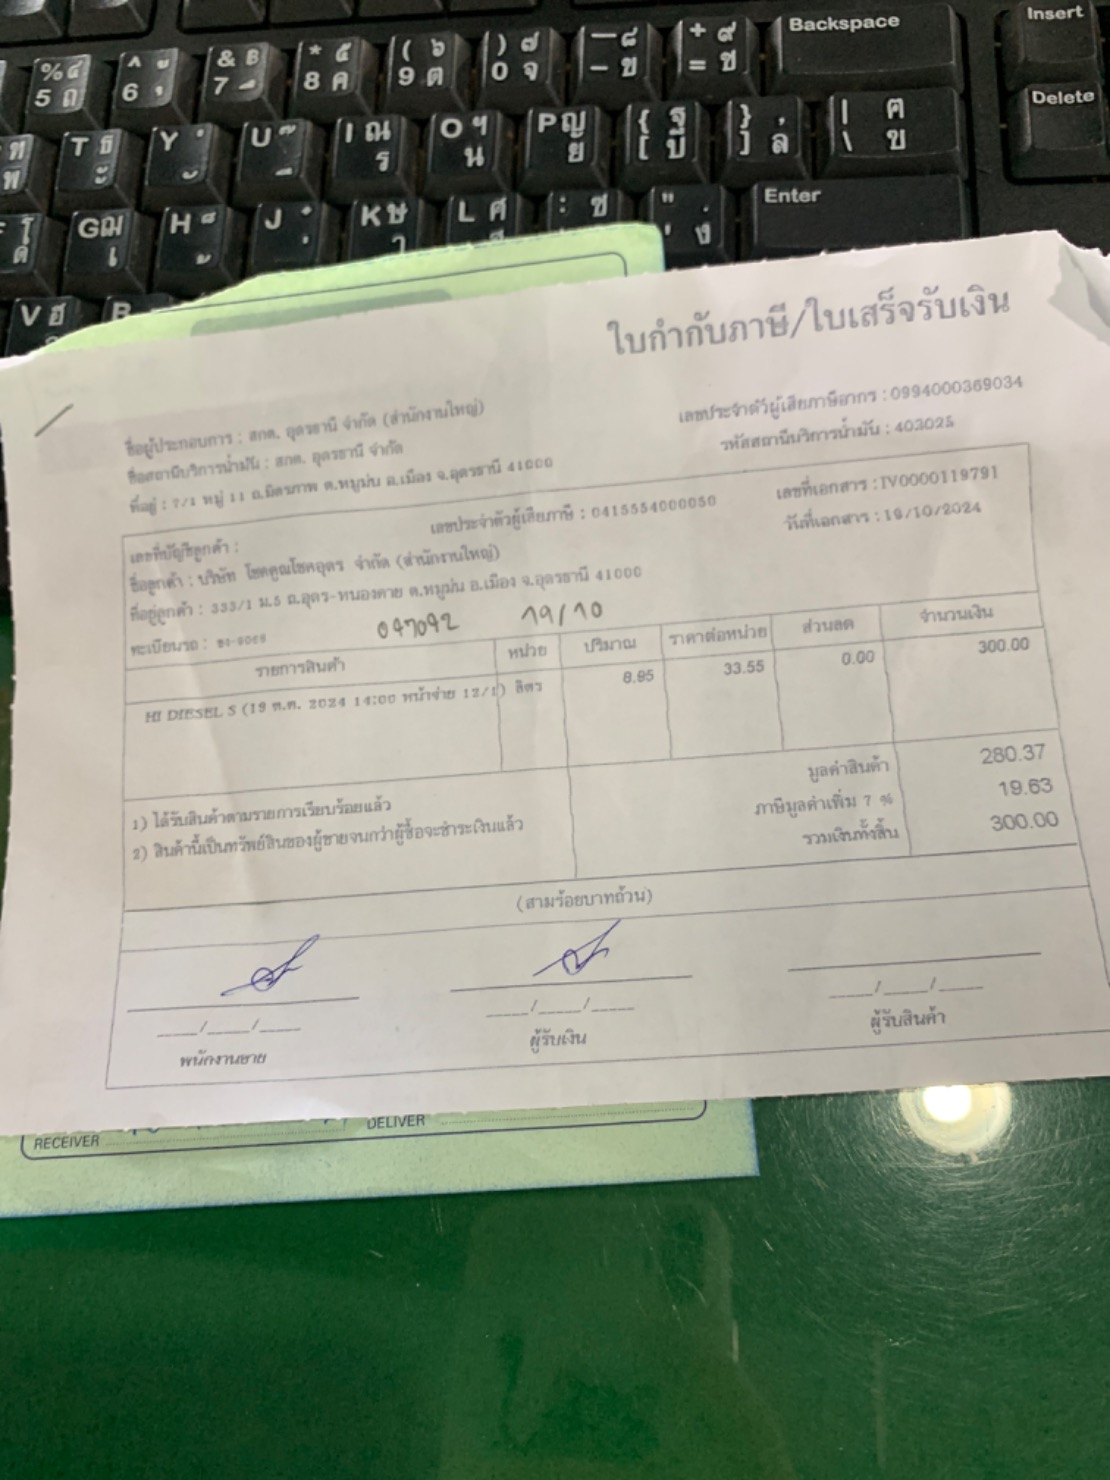 Backspace
Insert
Delete
Enter
ใบกำกับภาษี/ใบเสร็จรับเงิน
เลขประจำตัวผู้เสียภาษีอากร : 0994000369034
รหัสสถานีบริการน้ำมัน : 403025
ชื่อผู้ประกอบการ : สกต. อุดรธานี จำกัด (สำนักงานใหญ่)
ชื่อสถานีบริการน้ำมัน : สกต. อุดรธานี จำกัด
ที่อยู่ : 7/1 หมู่ 11 ถ.มิตรภาพ ต.หมูม่น อ.เมือง จ.อุดรธานี 41000
เลขที่บัญชีลูกค้า :
เลขประจำตัวผู้เสียภาษี : 0415554000050
เลขที่เอกสาร : IV0000119791
ชื่อลูกค้า : บริษัท โชคคูณโชคอุดร จำกัด (สำนักงานใหญ่)
วันที่เอกสาร : 19/10/2024
ที่อยู่ลูกค้า : 333/1 ม.5 ถ.อุดร-หนองคาย ต.หมูม่น อ.เมือง จ.อุดรธานี 41000
ทะเบียนรถ :
047092 19/10
รายการสินค้า หน่วย ปริมาณ ราคาต่อหน่วย ส่วนลด จำนวนเงิน
HI DIESEL S (19 ต.ค. 2024 14:00 หน้าจ่าย 12/1) ลิตร 8.95 33.55 0.00 300.00
1) ได้รับสินค้าตามรายการเรียบร้อยแล้ว
2) สินค้านี้เป็นทรัพย์สินของผู้ขายจนกว่าผู้ซื้อจะชำระเงินแล้ว
มูลค่าสินค้า 280.37
ภาษีมูลค่าเพิ่ม 7 % 19.63
รวมเงินทั้งสิ้น 300.00
(สามร้อยบาทถ้วน)
___/___/___ ___/___/___ ___/___/___
พนักงานขาย ผู้รับเงิน ผู้รับสินค้า
RECEIVER DELIVER